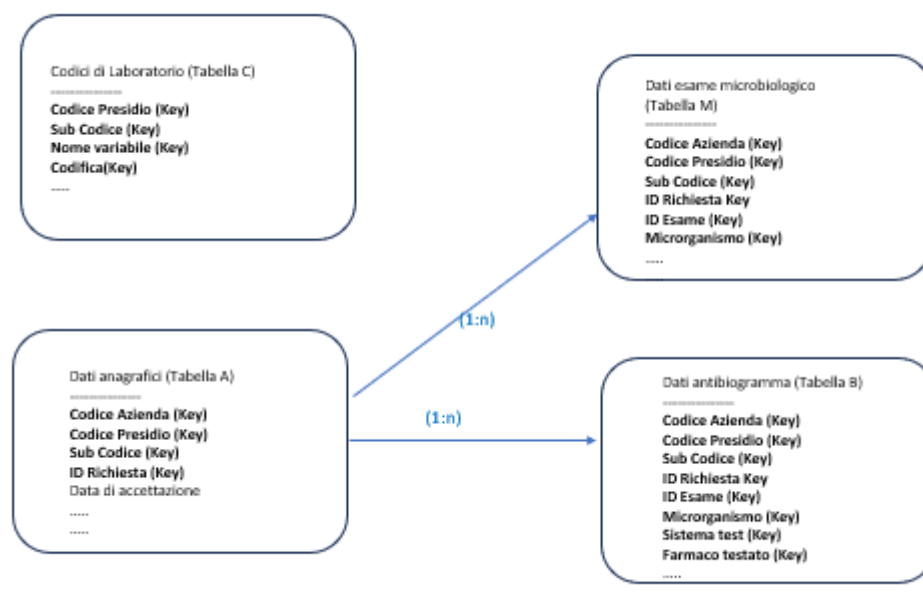 Codici di Laboratorio (Tabella C)
----------------
Codice Presidio (Key)
Sub Codice (Key)
Nome variabile (Key)
Codifica(Key)
....
Dati esame microbiologico
(Tabella M)
----------------
Codice Azienda (Key)
Codice Presidio (Key)
Sub Codice (Key)
ID Richiesta Key
ID Esame (Key)
Microrganismo (Key)
.....
(1:n)
Dati anagrafici (Tabella A)
----------------
Codice Azienda (Key)
Codice Presidio (Key)
Sub Codice (Key)
ID Richiesta (Key)
Data di accettazione
.....
.....
(1:n)
Dati antibiogramma (Tabella B)
----------------
Codice Azienda (Key)
Codice Presidio (Key)
Sub Codice (Key)
ID Richiesta Key
ID Esame (Key)
Microrganismo (Key)
Sistema test (Key)
Farmaco testato (Key)
.....